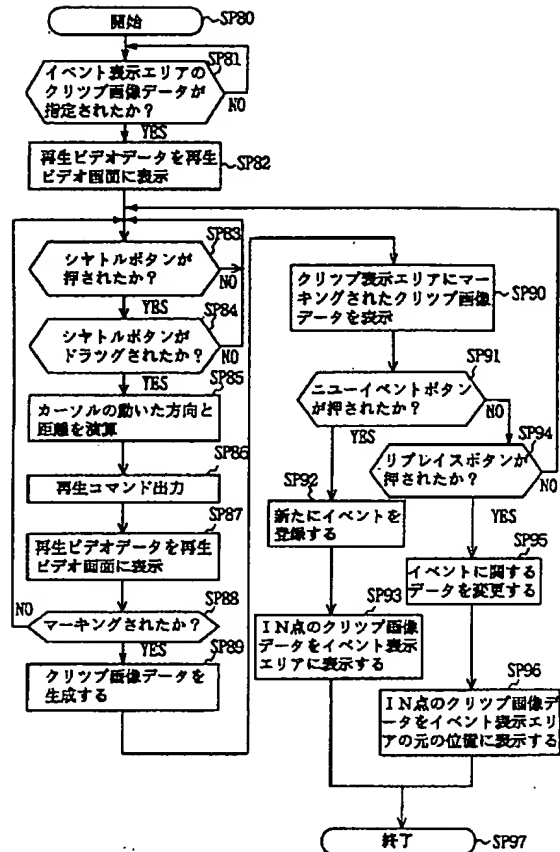 開始
SP80
SP81
イベント表示エリアの
クリツプ画像データが
指定されたか?
NO
YES
再生ビデオデータを再生
ビデオ画面に表示
SP82
SP83
シヤトルボタンが
押されたか?
NO
YES
SP84
シヤトルボタンが
ドラツグされたか?
NO
YES
SP85
カーソルの動いた方向と
距離を演算
SP86
再生コマンド出力
SP87
再生ビデオデータを再生
ビデオ画面に表示
SP88
NO
マーキングされたか?
YES
SP89
クリツプ画像データを
生成する
クリツプ表示エリアにマー
キングされたクリツプ画像
データを表示
SP90
SP91
ニユーイベントボタン
が押されたか?
NO
YES
SP94
リプレイスボタンが
押されたか?
NO
YES
SP92
新たにイベントを
登録する
SP95
イベントに関する
データを変更する
SP93
IN点のクリツプ画像
データをイベント表示
エリアに表示する
SP96
IN点のクリツプ画像デ
ータをイベント表示エリ
アの元の位置に表示する
終了
SP97